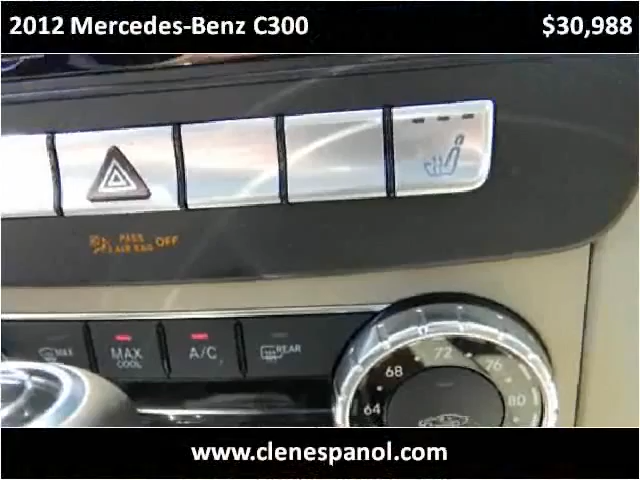 2012 Mercedes-Benz C300 $30,988
PASS
AIR BAG OFF
MAX
MAX
COOL
A/C
REAR
64 68 72 76 80
www.clenespanol.com